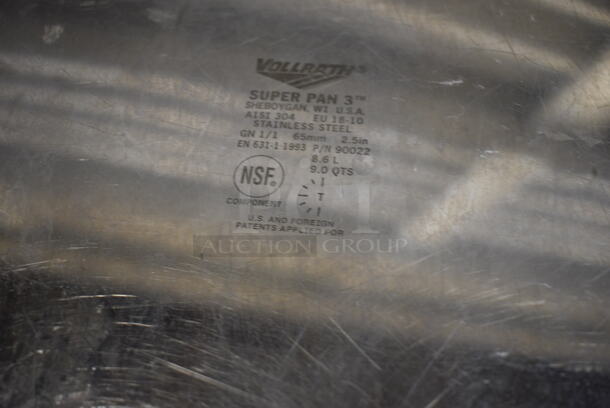 VOLLRATH®
SUPER PAN 3™
SHEBOYGAN, WI U.S.A.
AISI 304 EU 18-10
STAINLESS STEEL
GN 1/1 65mm 2.5in
EN 631-1 1993 P/N 90022
8.6 L
9.0 QTS
NSF®
COMPONENT
T
U.S. AND FOREIGN
PATENTS APPLIED FOR
AUCTION GROUP